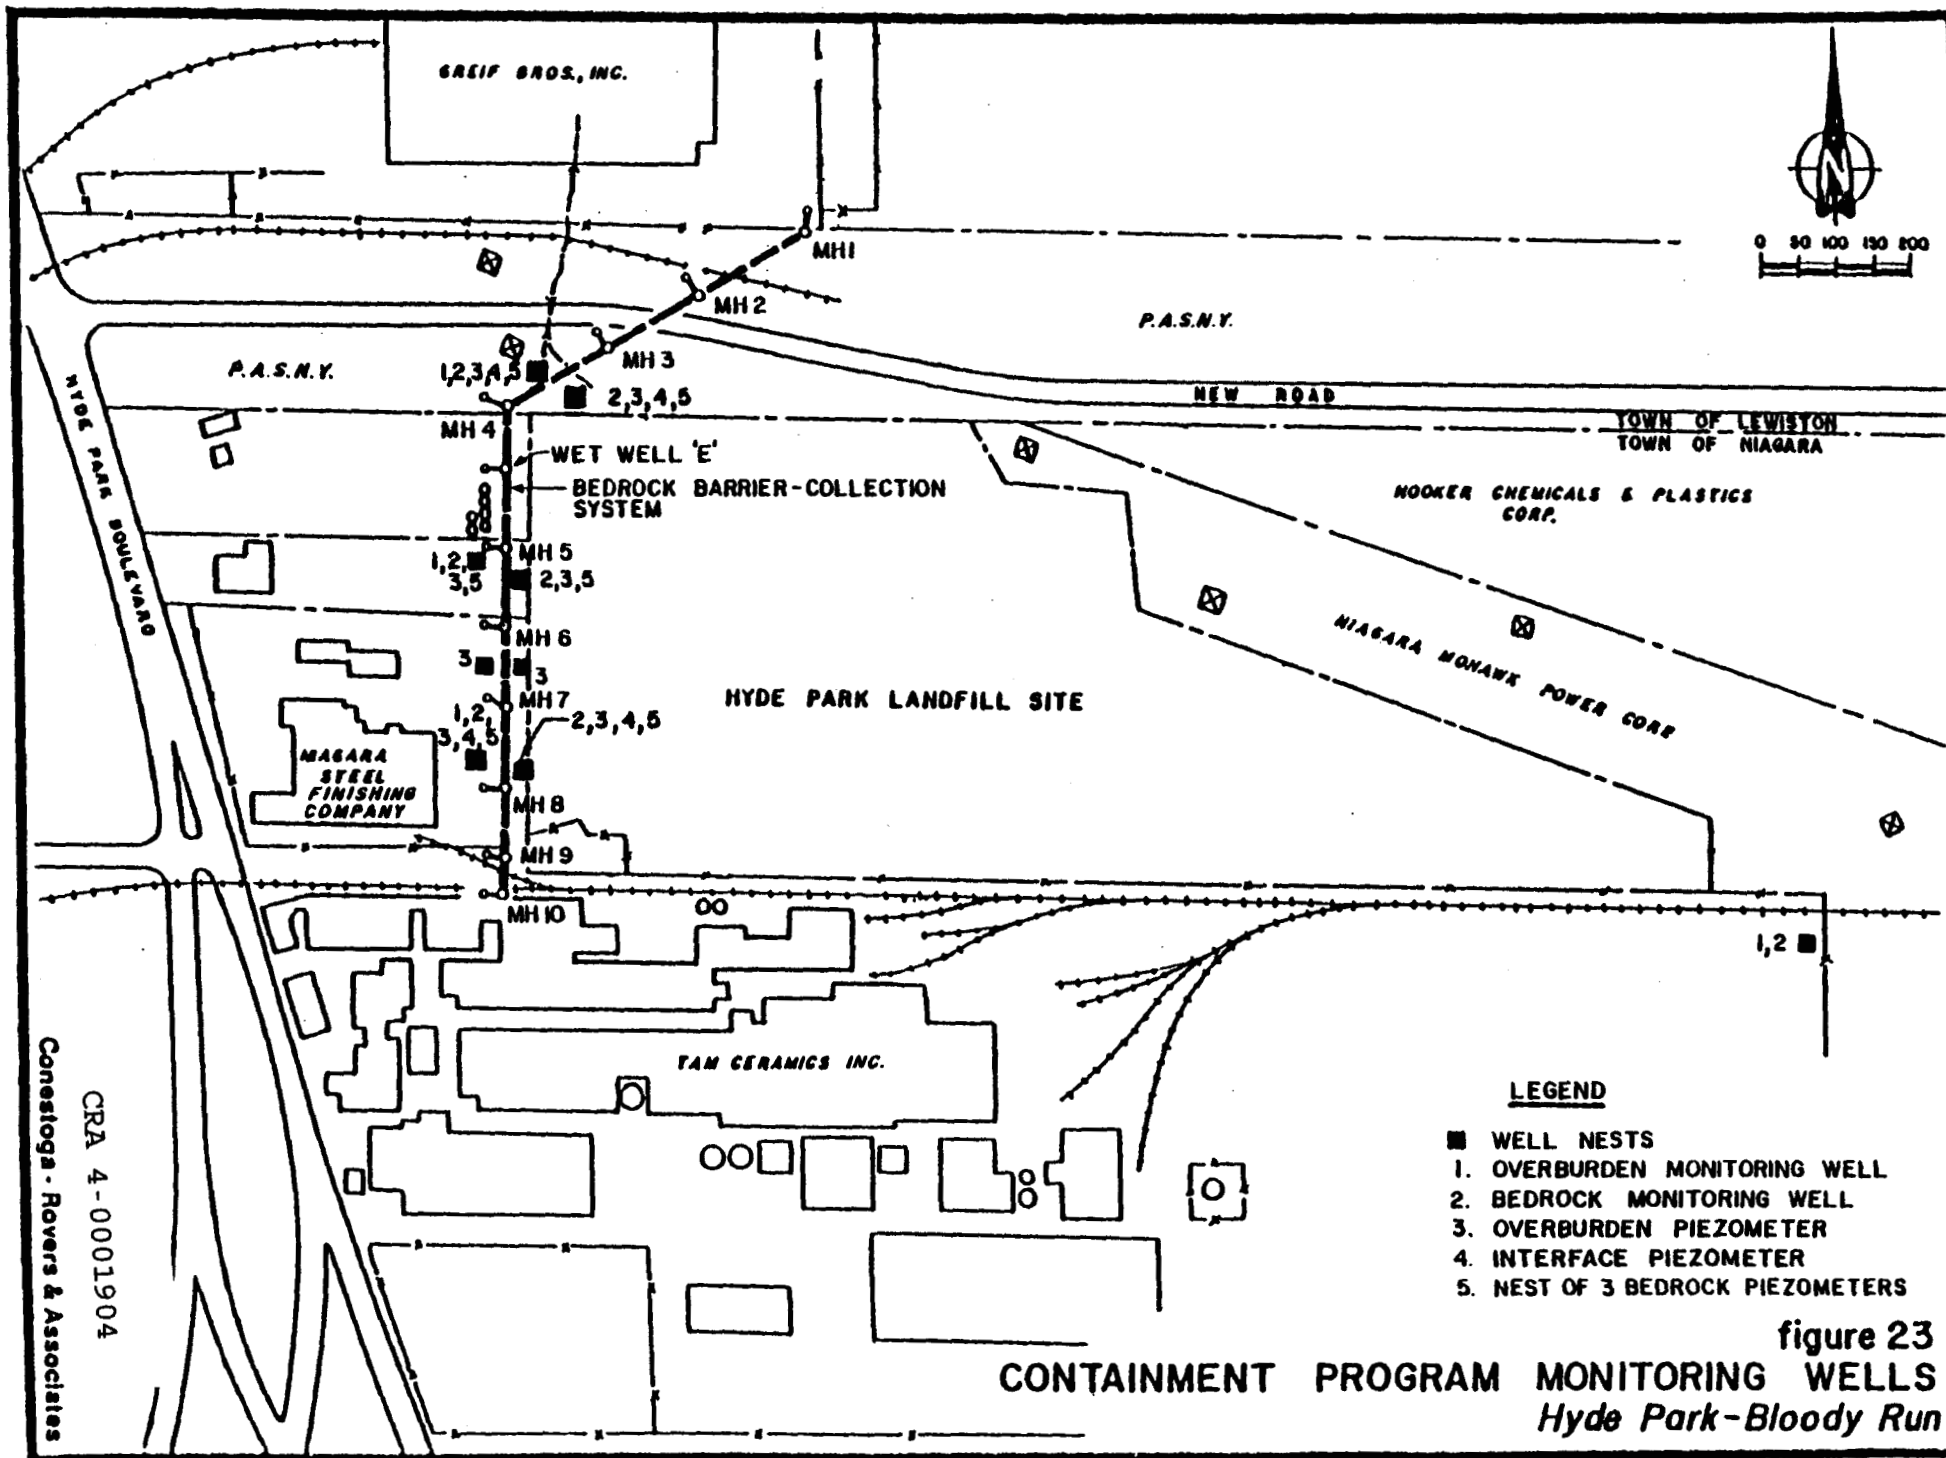 GREIF BROS., INC.
MH1
0 50 100 150 200
MH 2
P.A.S.N.Y.
MH 3
P.A.S.N.Y.
1,2,3,4,5
2,3,4,5
NEW ROAD
TOWN OF LEWISTON
TOWN OF NIAGARA
HYDE PARK BOULEVARD
MH 4
WET WELL 'E'
BEDROCK BARRIER-COLLECTION
SYSTEM
HOOKER CHEMICALS & PLASTICS
CORP.
MH 5
1,2,
3,5
2,3,5
MH 6
NIAGARA MOHAWK POWER CORP
3
3
HYDE PARK LANDFILL SITE
MH 7
1,2,
3,4,5
2,3,4,5
NIAGARA
STEEL
FINISHING
COMPANY
MH 8
MH 9
MH 10
1,2
TAM CERAMICS INC.
LEGEND
WELL NESTS
1. OVERBURDEN MONITORING WELL
2. BEDROCK MONITORING WELL
3. OVERBURDEN PIEZOMETER
4. INTERFACE PIEZOMETER
5. NEST OF 3 BEDROCK PIEZOMETERS
figure 23
CONTAINMENT PROGRAM MONITORING WELLS
Hyde Park-Bloody Run
CRA 4-0001904
Conestoga-Rovers & Associates